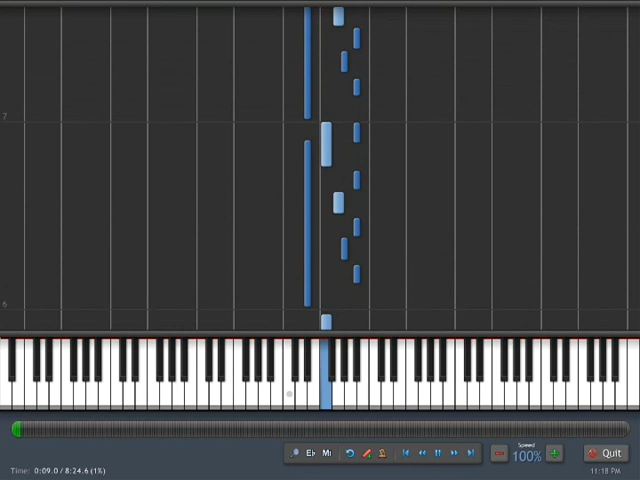 7
6
E♭ M:
Speed
100%
Quit
Time: 0:09.0 / 8:24.6 (1%)
11:18 PM